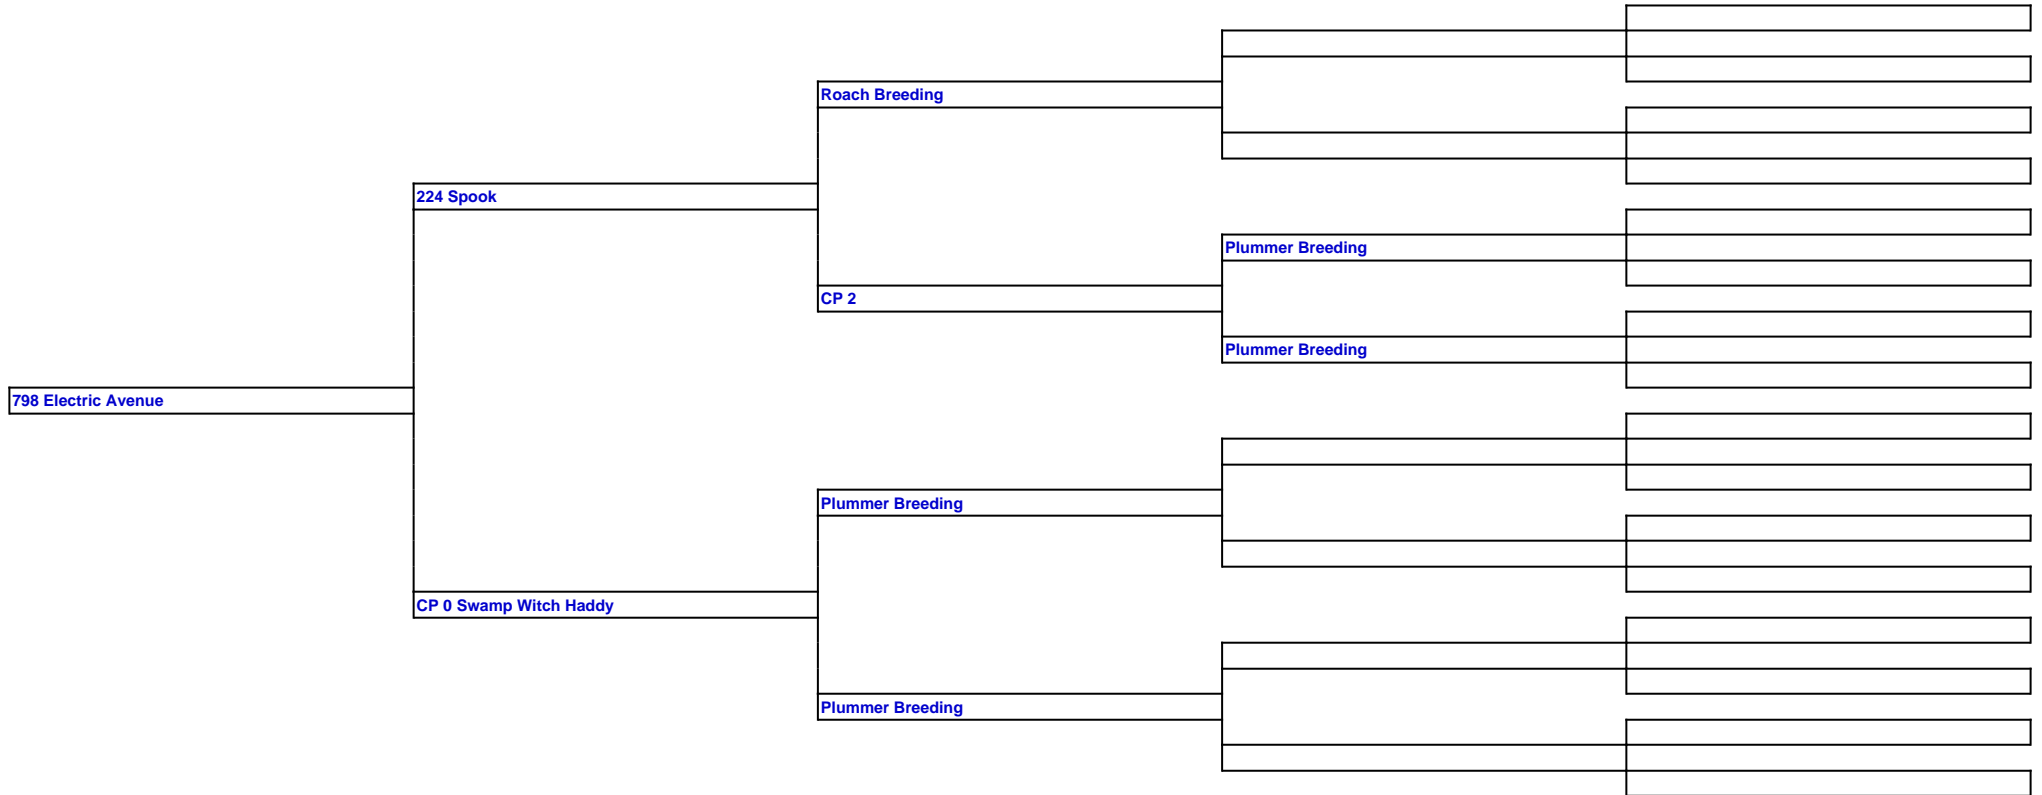 Roach Breeding
224 Spook
Plummer Breeding
CP 2
Plummer Breeding
798 Electric Avenue
Plummer Breeding
CP 0 Swamp Witch Haddy
Plummer Breeding